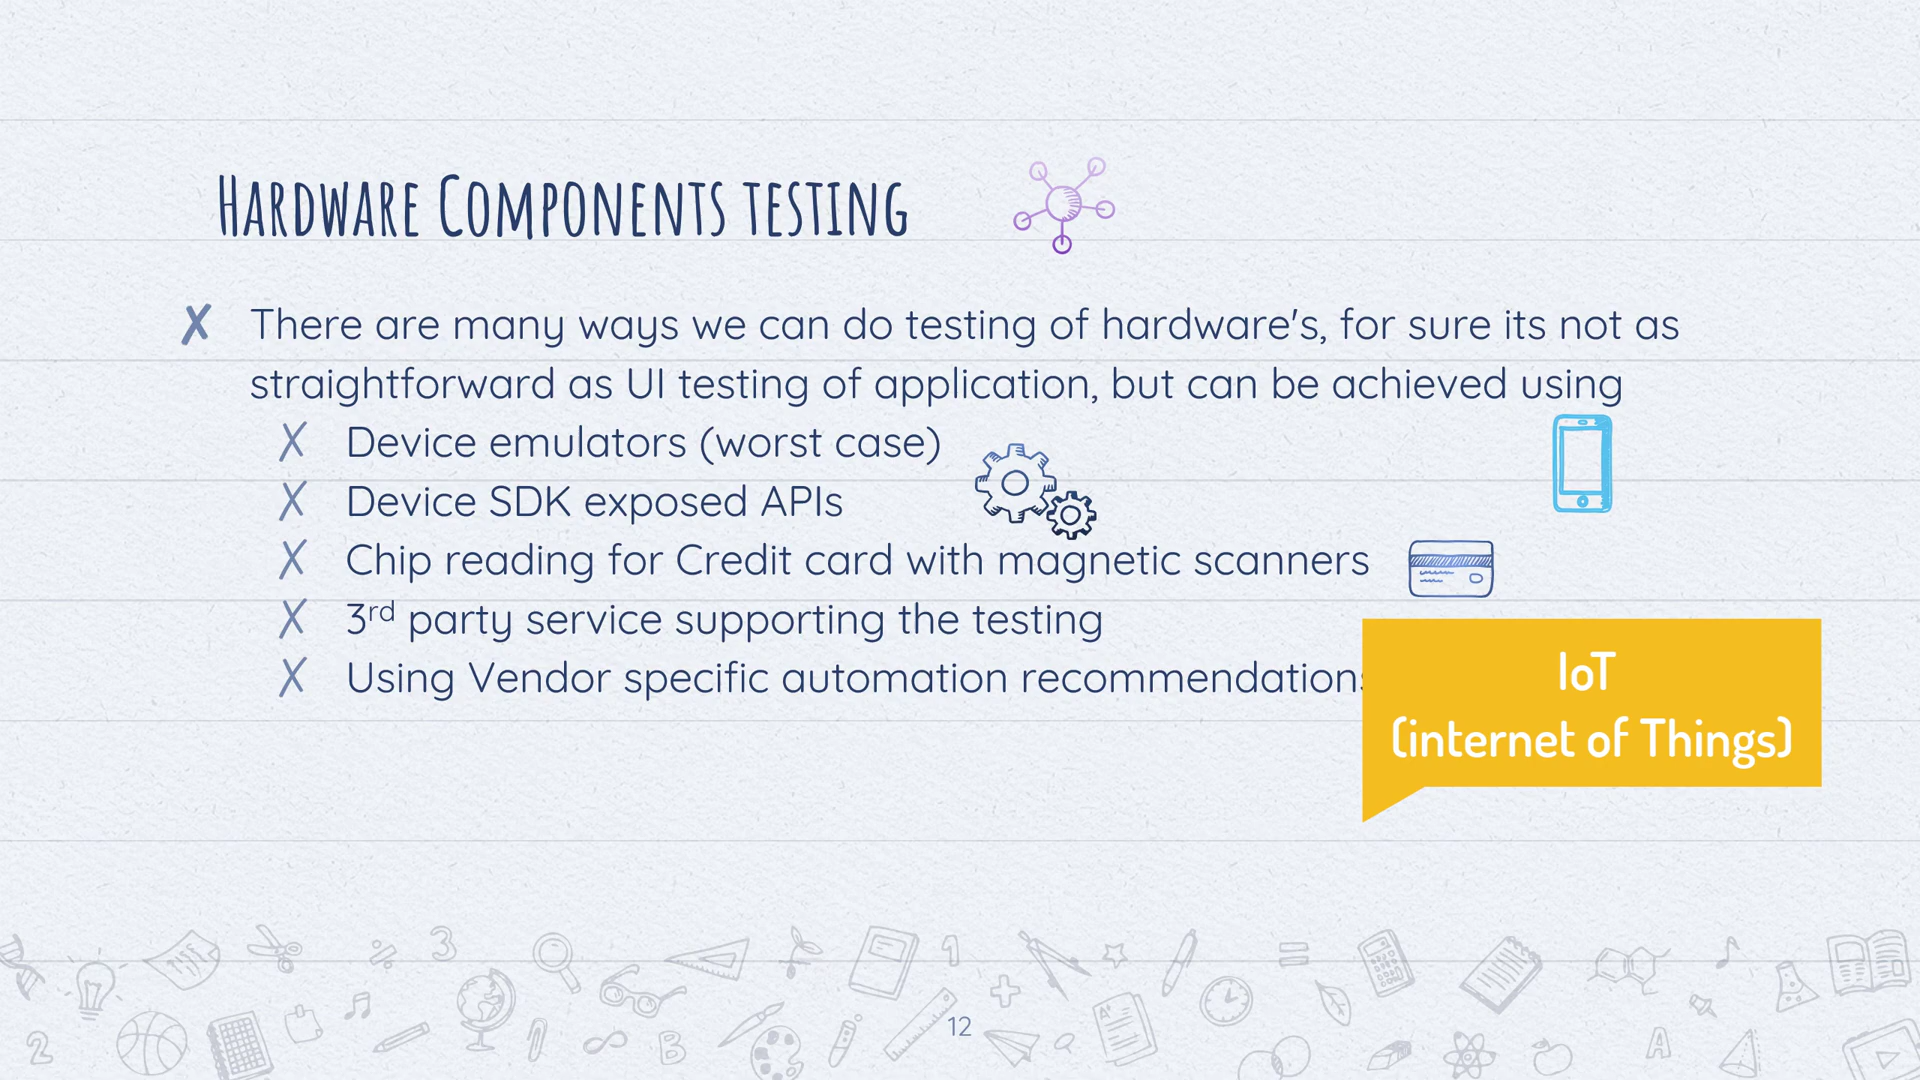 Hardware Components testing
✗ There are many ways we can do testing of hardware's, for sure its not as
straightforward as UI testing of application, but can be achieved using
✗ Device emulators (worst case)
✗ Device SDK exposed APIs
✗ Chip reading for Credit card with magnetic scanners
✗ 3rd party service supporting the testing
✗ Using Vendor specific automation recommendations
IoT
(internet of Things)
12